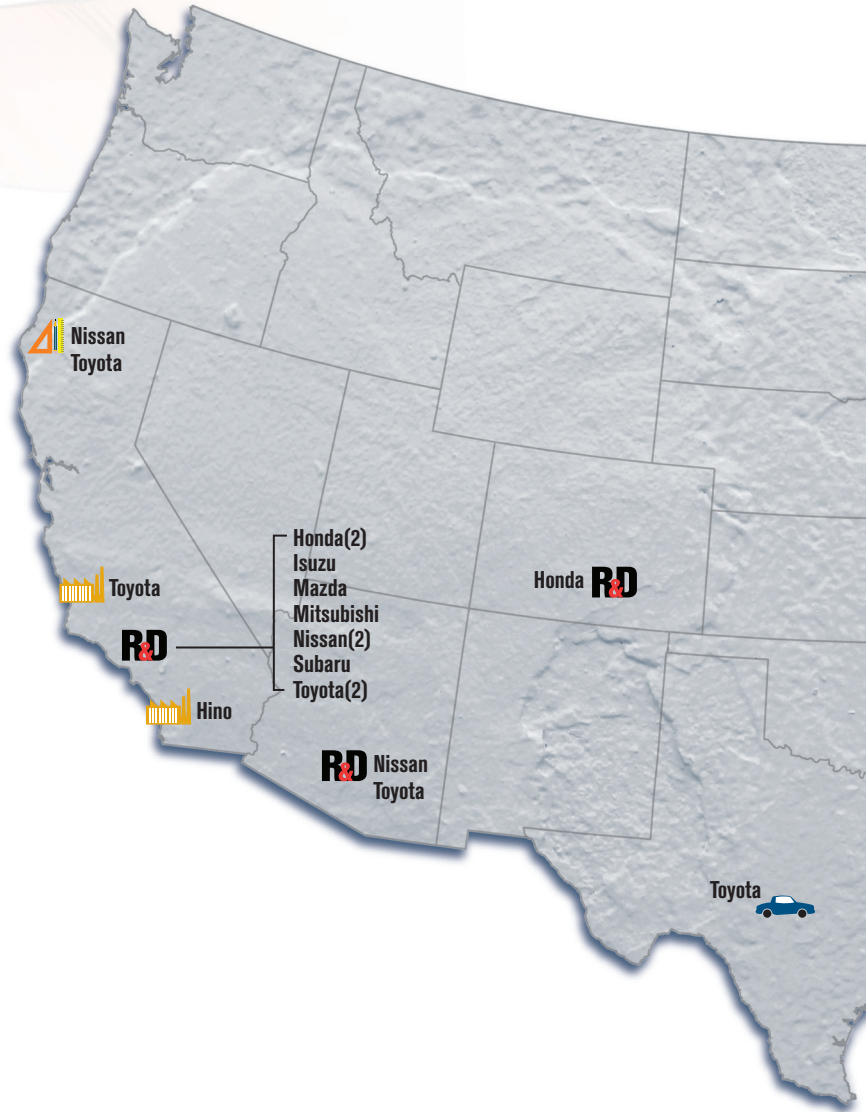 Nissan
Toyota
Honda(2)
Isuzu
Mazda
Mitsubishi
Nissan(2)
Subaru
Toyota(2)
Honda R&D
Toyota
R&D
Hino
R&D Nissan
Toyota
Toyota